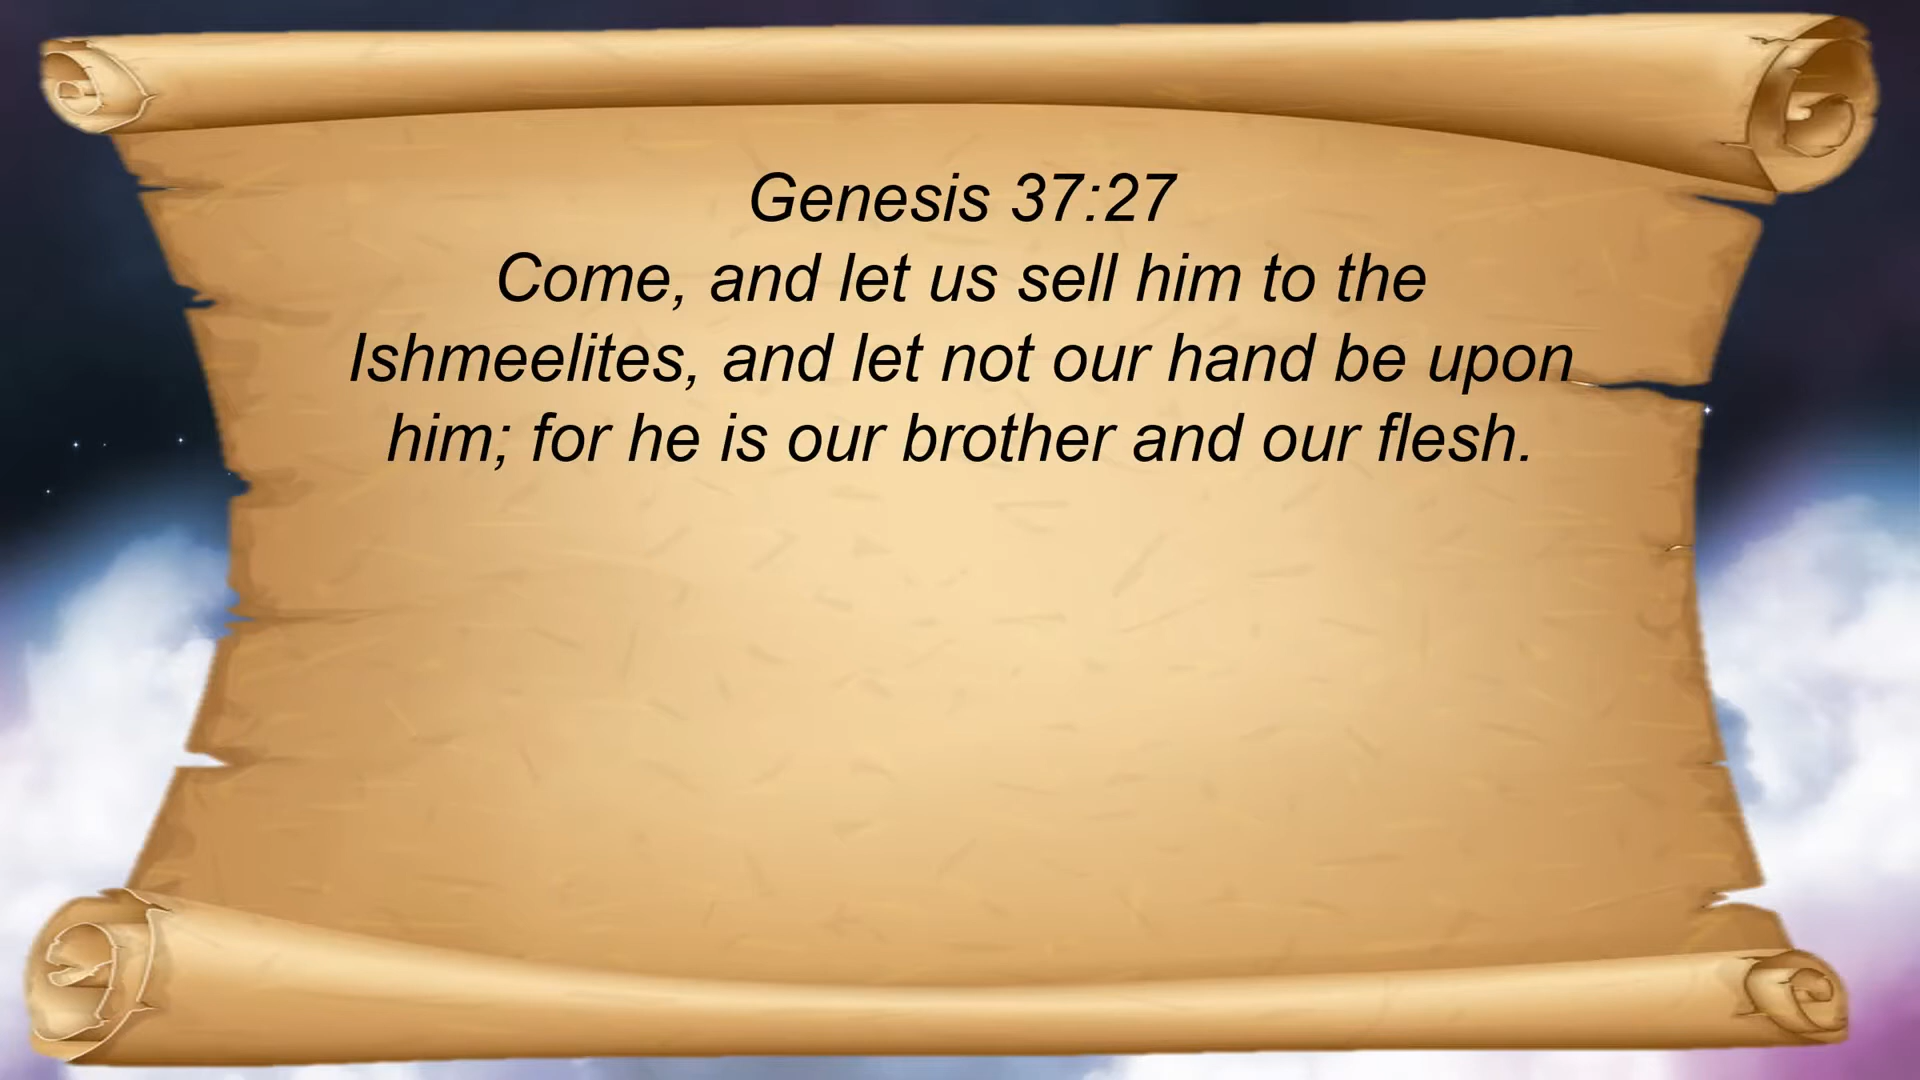 Genesis 37:27
Come, and let us sell him to the
Ishmeelites, and let not our hand be upon
him; for he is our brother and our flesh.